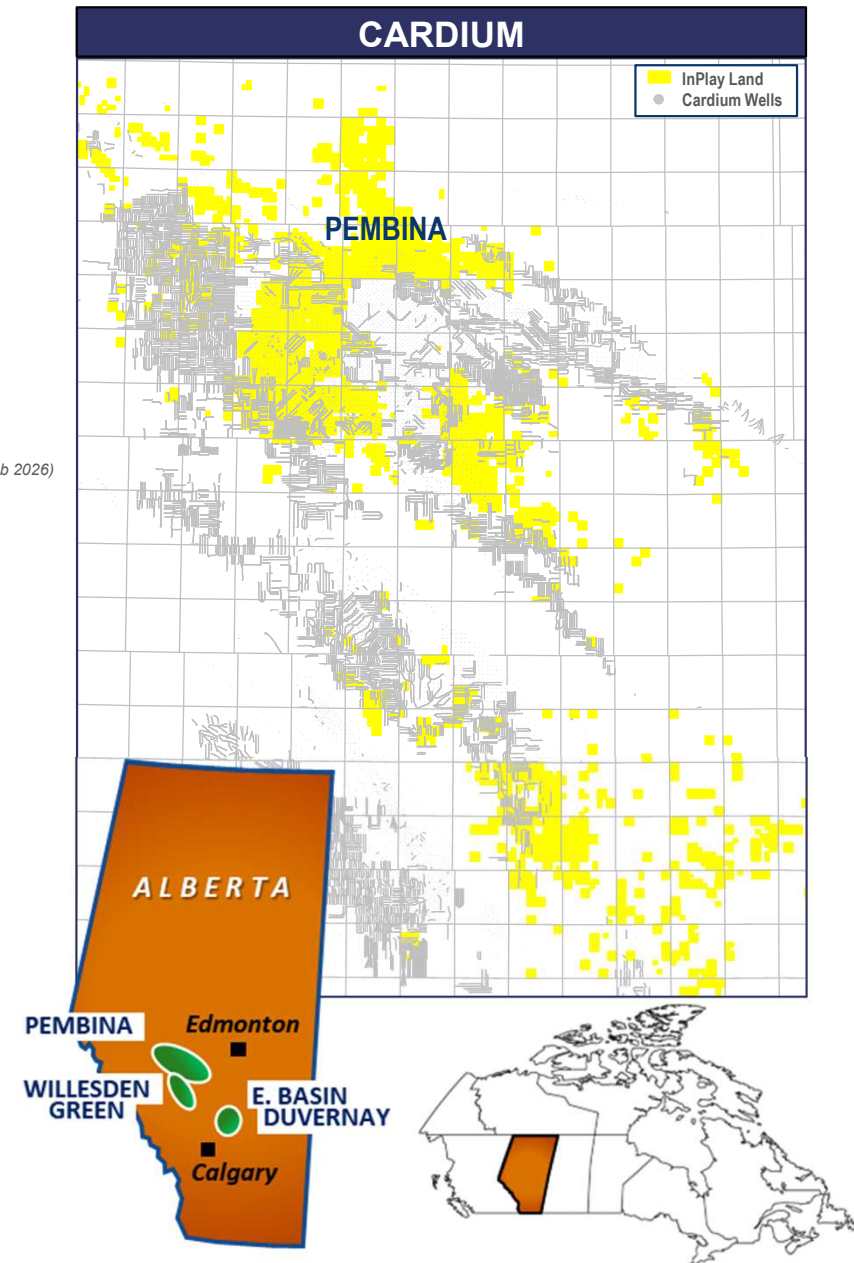 CARDIUM
InPlay Land
Cardium Wells
PEMBINA
b 2026)
ALBERTA
PEMBINA
Edmonton
WILLESDEN
GREEN
E. BASIN
DUVERNAY
Calgary